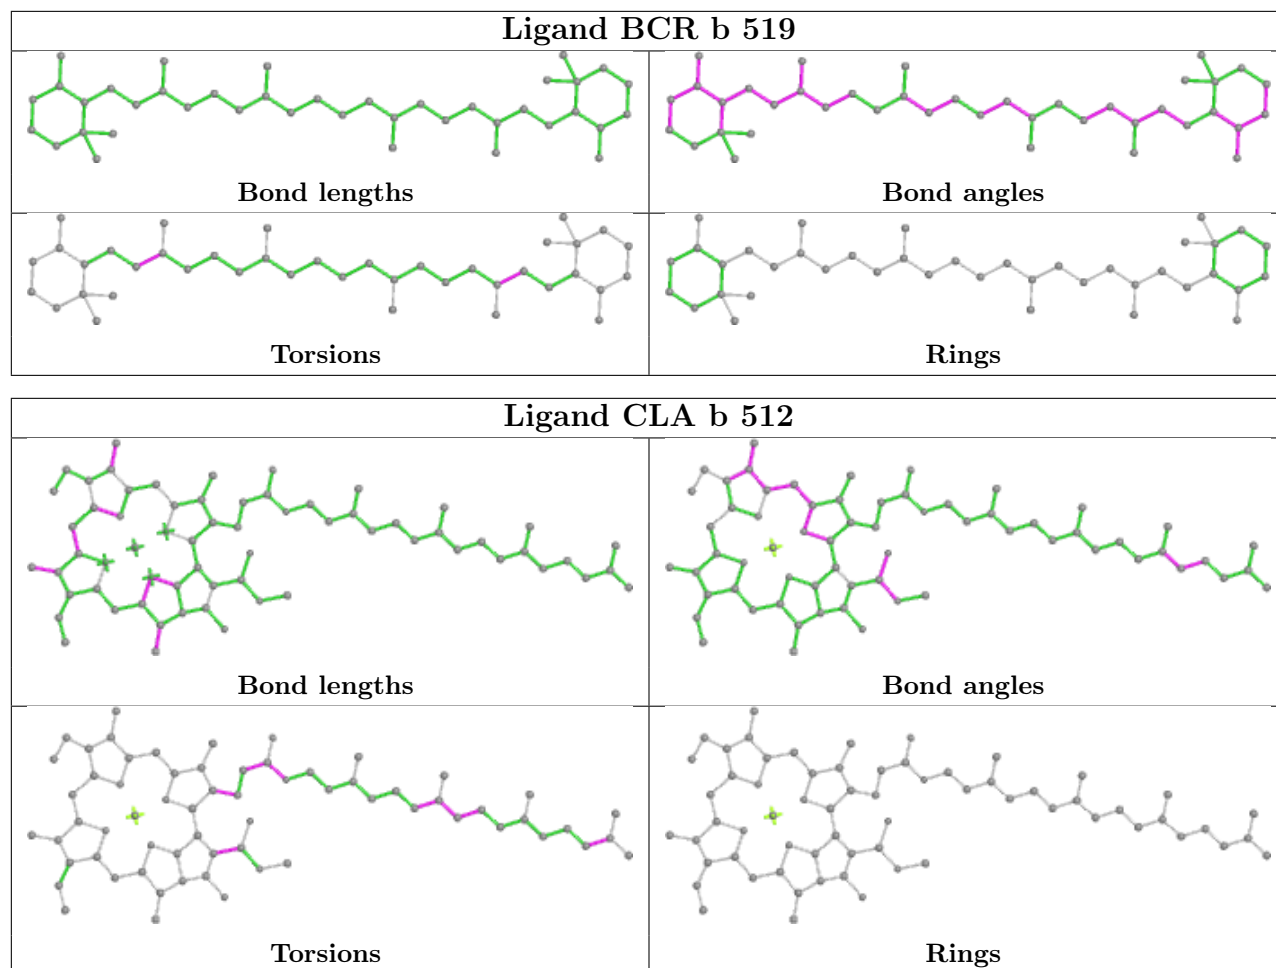 Ligand BCR b 519
Bond lengths
Bond angles
Torsions
Rings
Ligand CLA b 512
Bond lengths
Bond angles
Torsions
Rings